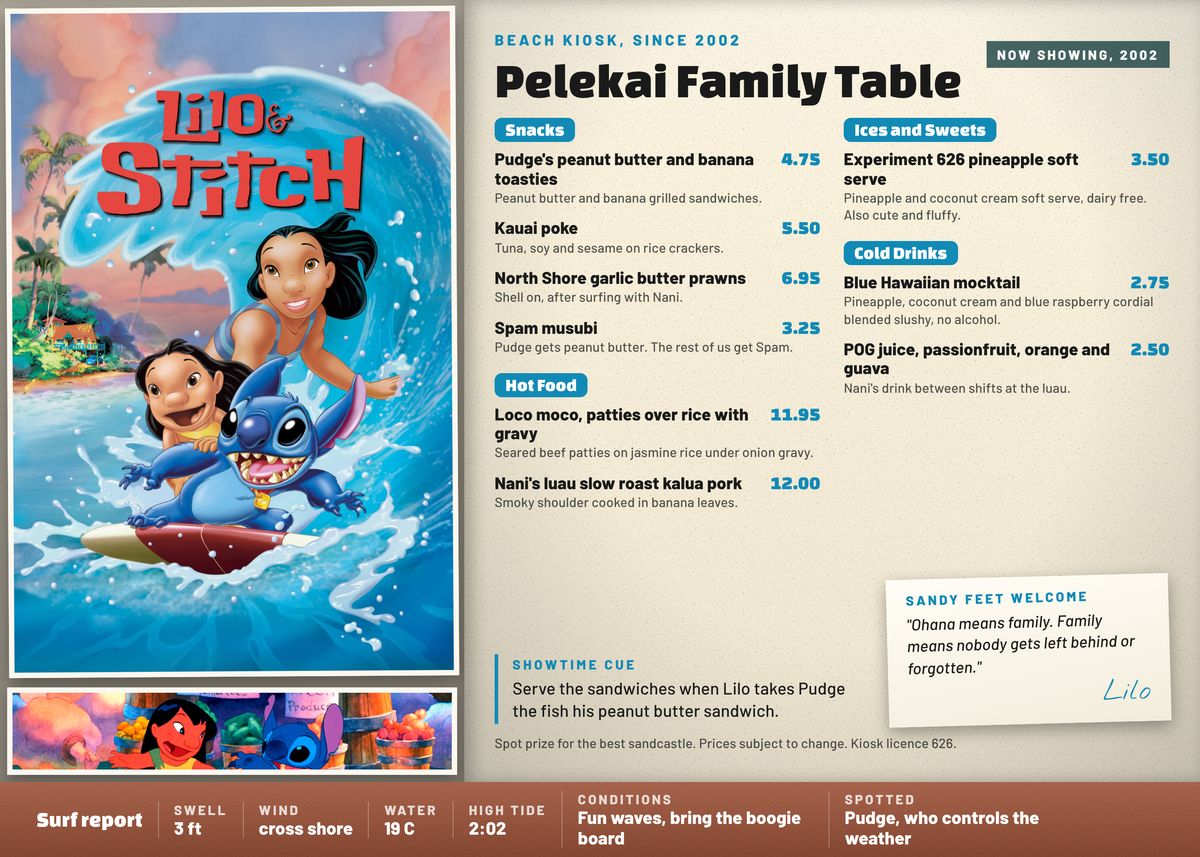 Lilo &
Stitch
BEACH KIOSK, SINCE 2002
NOW SHOWING, 2002
Pelekai Family Table
Snacks
Pudge's peanut butter and banana 4.75
toasties
Peanut butter and banana grilled sandwiches.
Kauai poke 5.50
Tuna, soy and sesame on rice crackers.
North Shore garlic butter prawns 6.95
Shell on, after surfing with Nani.
Spam musubi 3.25
Pudge gets peanut butter. The rest of us get Spam.
Hot Food
Loco moco, patties over rice with 11.95
gravy
Seared beef patties on jasmine rice under onion gravy.
Nani's luau slow roast kalua pork 12.00
Smoky shoulder cooked in banana leaves.
Ices and Sweets
Experiment 626 pineapple soft 3.50
serve
Pineapple and coconut cream soft serve, dairy free.
Also cute and fluffy.
Cold Drinks
Blue Hawaiian mocktail 2.75
Pineapple, coconut cream and blue raspberry cordial
blended slushy, no alcohol.
POG juice, passionfruit, orange and 2.50
guava
Nani's drink between shifts at the luau.
SHOWTIME CUE
Serve the sandwiches when Lilo takes Pudge
the fish his peanut butter sandwich.
SANDY FEET WELCOME
"Ohana means family. Family
means nobody gets left behind or
forgotten."
Lilo
Spot prize for the best sandcastle. Prices subject to change. Kiosk licence 626.
Surf report
SWELL
3 ft
WIND
cross shore
WATER
19 C
HIGH TIDE
2:02
CONDITIONS
Fun waves, bring the boogie
board
SPOTTED
Pudge, who controls the
weather